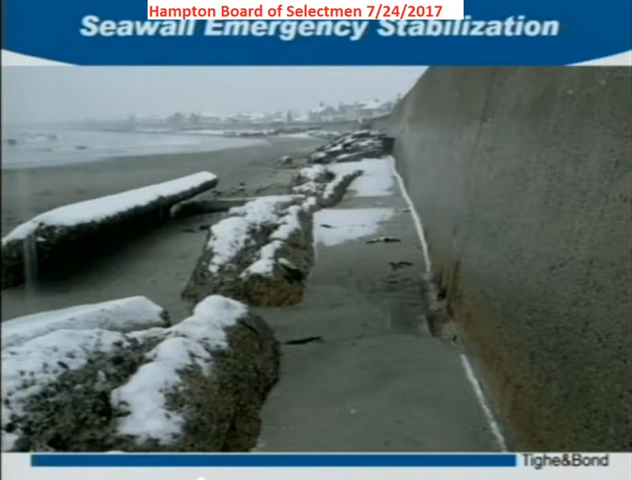 Hampton Board of Selectmen 7/24/2017
Seawall Emergency Stabilization
Tighe&Bond